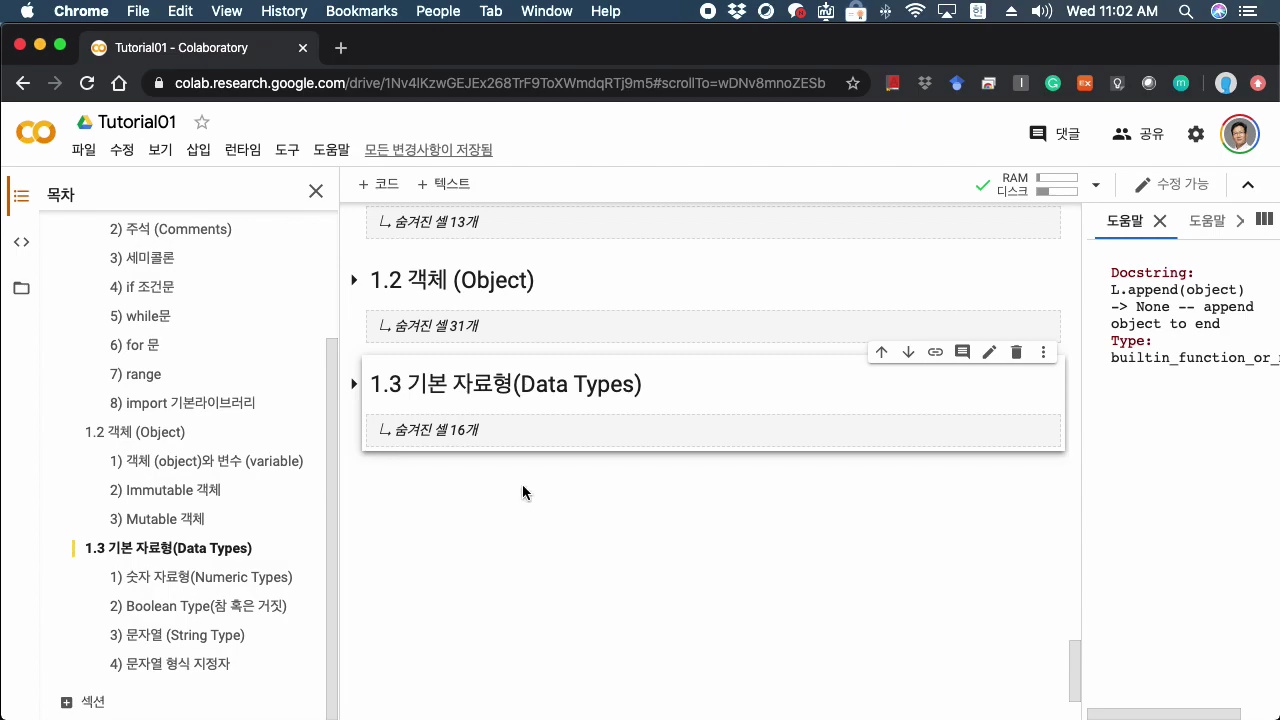 Chrome File Edit View History Bookmarks People Tab Window Help 한 Wed 11:02 AM
Tutorial01 - Colaboratory
colab.research.google.com/drive/1Nv4IKzwGEJEx268TrF9ToXWmdqRTj9m5#scrollTo=wDNv8mnoZESb
Tutorial01
댓글 공유
파일 수정 보기 삽입 런타임 도구 도움말 모든 변경사항이 저장됨
목차
+ 코드 + 텍스트
RAM
디스크
수정 가능
2) 주석 (Comments)
3) 세미콜론
4) if 조건문
5) while문
6) for 문
7) range
8) import 기본라이브러리
1.2 객체 (Object)
1) 객체 (object)와 변수 (variable)
2) Immutable 객체
3) Mutable 객체
1.3 기본 자료형(Data Types)
1) 숫자 자료형(Numeric Types)
2) Boolean Type(참 혹은 거짓)
3) 문자열 (String Type)
4) 문자열 형식 지정자
섹션
숨겨진 셀 13개
1.2 객체 (Object)
숨겨진 셀 31개
1.3 기본 자료형(Data Types)
숨겨진 셀 16개
도움말 도움말
Docstring:
L.append(object)
-> None -- append
object to end
Type:
builtin_function_or_